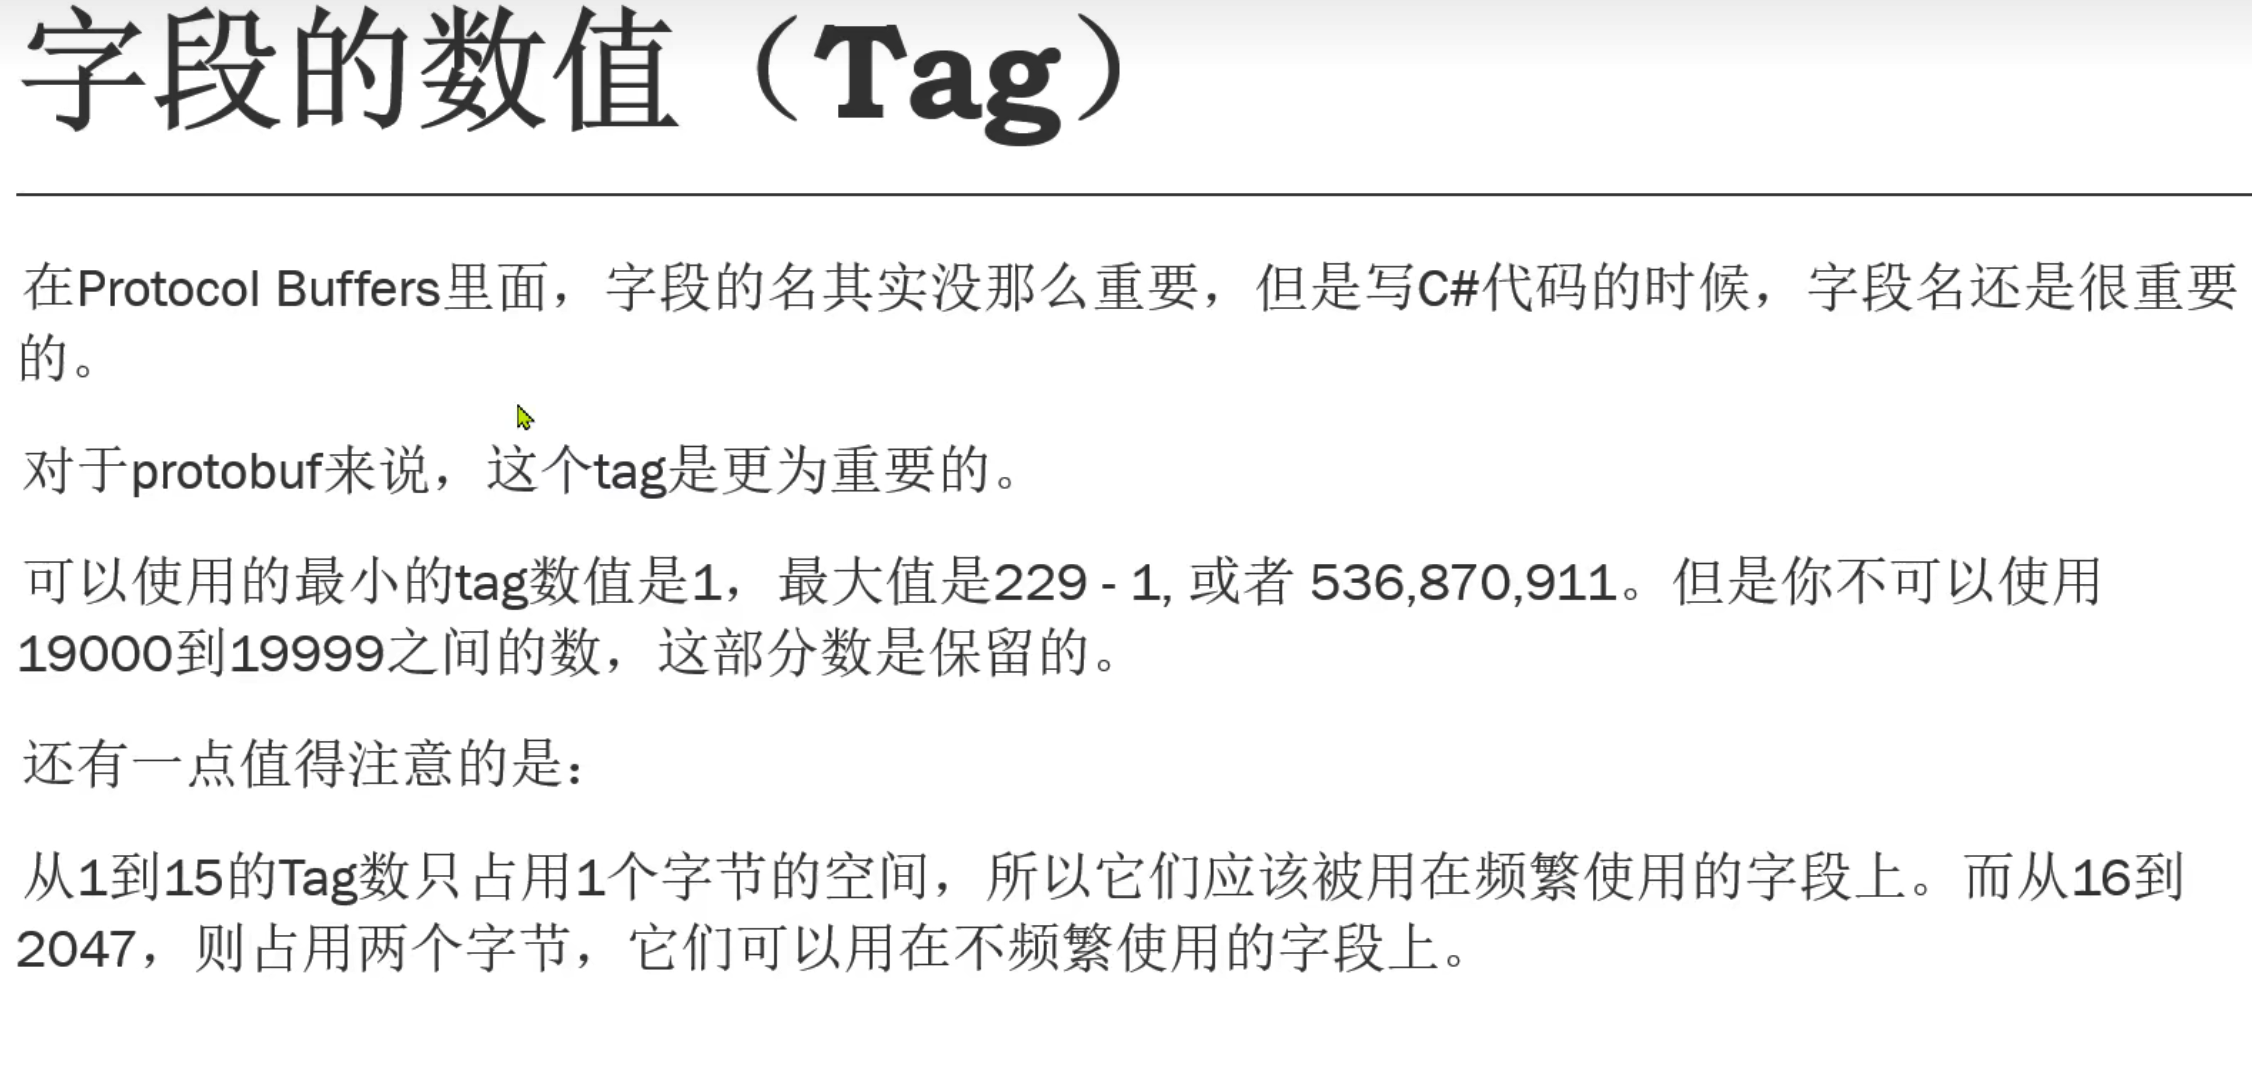 字段的数值（Tag）
在Protocol Buffers里面，字段的名其实没那么重要，但是写C#代码的时候，字段名还是很重要
的。
对于protobuf来说，这个tag是更为重要的。
可以使用的最小的tag数值是1，最大值是229 - 1, 或者 536,870,911。但是你不可以使用
19000到19999之间的数，这部分数是保留的。
还有一点值得注意的是：
从1到15的Tag数只占用1个字节的空间，所以它们应该被用在频繁使用的字段上。而从16到
2047，则占用两个字节，它们可以用在不频繁使用的字段上。